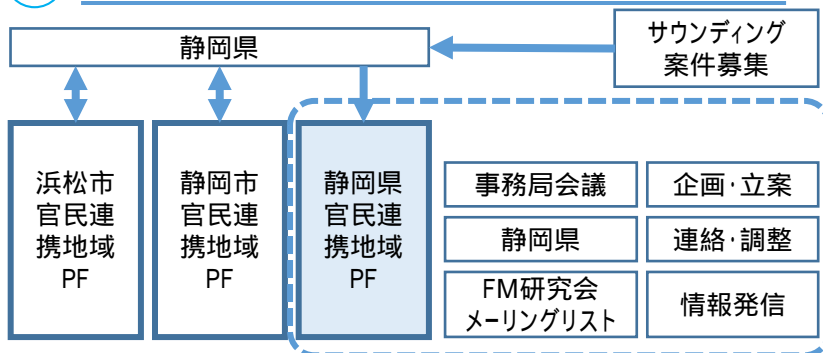 静岡県
サウンディング
案件募集
浜松市
官民連
携地域
PF
静岡市
官民連
携地域
PF
静岡県
官民連
携地域
PF
事務局会議
企画・立案
静岡県
連絡・調整
FM研究会
メーリングリスト
情報発信